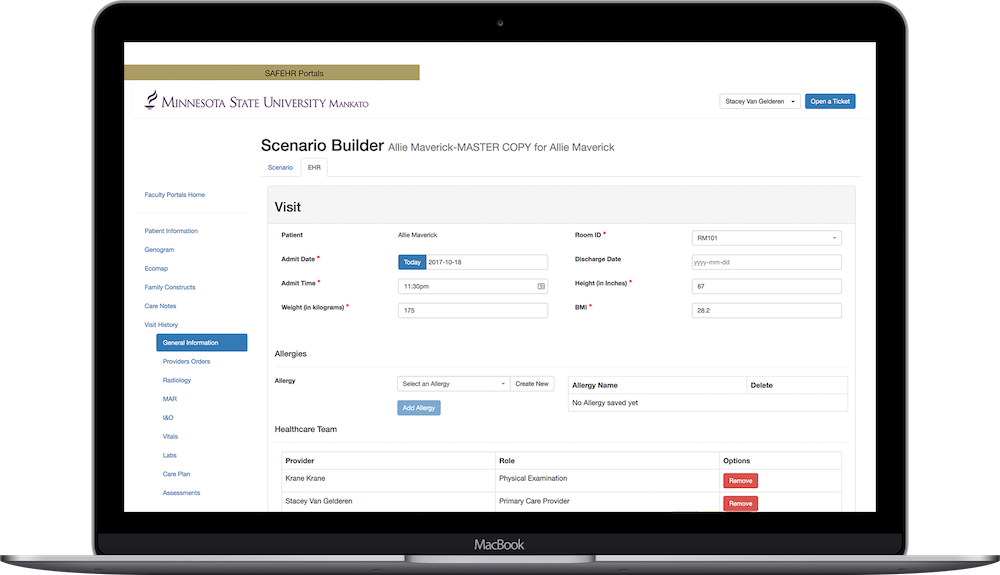 SAFEHR Portals
MINNESOTA STATE UNIVERSITY MANKATO
Stacey Van Gelderen
Open a Ticket
Scenario Builder Allie Maverick-MASTER COPY for Allie Maverick
Scenario
EHR
Faculty Portals Home
Patient Information
Genogram
Ecomap
Family Constructs
Care Notes
Visit History
General Information
Providers Orders
Radiology
MAR
I&O
Vitals
Labs
Care Plan
Assessments
Visit
Patient Allie Maverick Room ID * RM101
Admit Date * Today 2017-10-18 Discharge Date yyyy-mm-dd
Admit Time * 11:30pm Height (in Inches) * 67
Weight (in kilograms) * 175 BMI * 28.2
Allergies
Allergy Select an Allergy Create New
Add Allergy
Allergy Name Delete
No Allergy saved yet
Healthcare Team
Provider Role Options
Krane Krane Physical Examination Remove
Stacey Van Gelderen Primary Care Provider Remove
MacBook